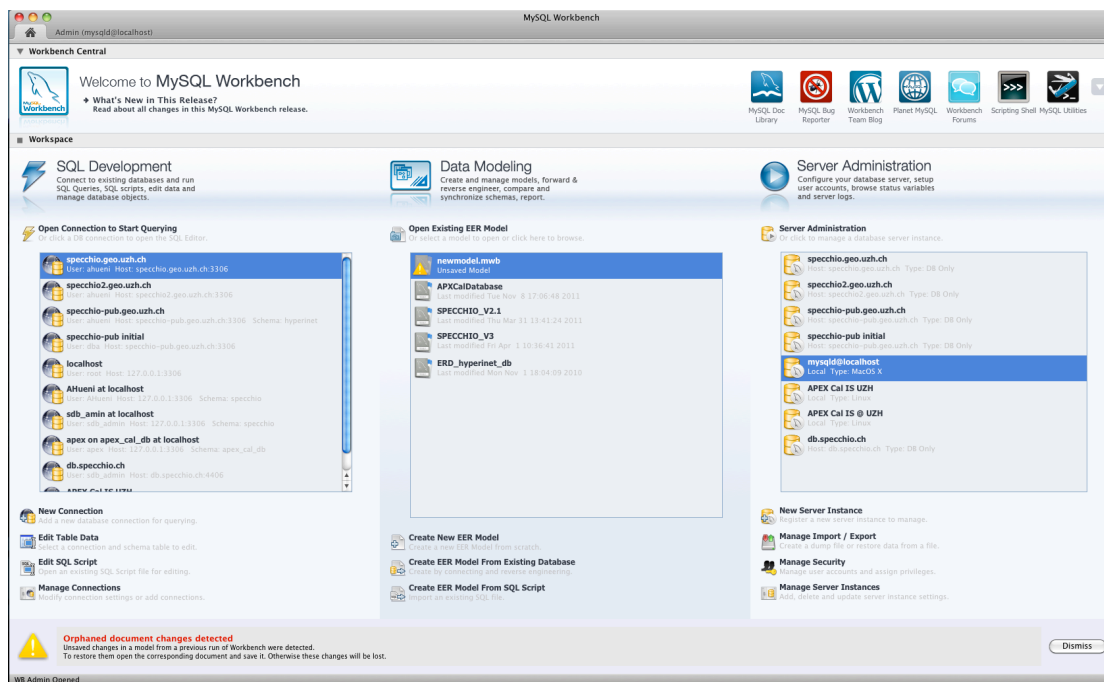 MySQL Workbench
Admin (mysqld@localhost)
Workbench Central
MySQL
Workbench
Welcome to MySQL Workbench
What's New in This Release?
Read about all changes in this MySQL Workbench release.
MySQL Doc Library
MySQL Bug Reporter
Workbench Team Blog
Planet MySQL
Workbench Forums
>>>
Scripting Shell
MySQL Utilities
Workspace
SQL Development
Connect to existing databases and run
SQL Queries, SQL scripts, edit data and
manage database objects.
Open Connection to Start Querying
Or click a DB connection to open the SQL Editor.
specchio.geo.uzh.ch
User: ahueni Host: specchio.geo.uzh.ch:3306
specchio2.geo.uzh.ch
User: ahueni Host: specchio2.geo.uzh.ch:3306
specchio-pub.geo.uzh.ch
User: ahueni Host: specchio-pub.geo.uzh.ch:3306 Schema: hyperinet
specchio-pub initial
User: dba Host: specchio-pub.geo.uzh.ch:3306
localhost
User: root Host: 127.0.0.1:3306
AHueni at localhost
User: AHueni Host: 127.0.0.1:3306 Schema: specchio
sdb_amin at localhost
User: sdb_admin Host: 127.0.0.1:3306 Schema: specchio
apex on apex_cal_db at localhost
User: apex Host: 127.0.0.1:3306 Schema: apex_cal_db
db.specchio.ch
User: sdb_admin Host: db.specchio.ch:4406
APEX Cal IS UZH
New Connection
Add a new database connection for querying.
Edit Table Data
Select a connection and schema table to edit.
Edit SQL Script
Open an existing SQL Script file for editing.
Manage Connections
Modify connection settings or add connections.
Data Modeling
Create and manage models, forward &
reverse engineer, compare and
synchronize schemas, report.
Open Existing EER Model
Or select a model to open or click here to browse.
newmodel.mwb
Unsaved Model
APXCalDatabase
Last modified Tue Nov 8 17:06:48 2011
SPECCHIO_V2.1
Last modified Thu Mar 31 13:41:24 2011
SPECCHIO_V3
Last modified Fri Apr 1 10:36:41 2011
ERD_hyperinet_db
Last modified Mon Nov 1 18:04:09 2010
Create New EER Model
Create a new EER Model from scratch.
Create EER Model From Existing Database
Create by connecting and reverse engineering.
Create EER Model From SQL Script
Import an existing SQL file.
Server Administration
Configure your database server, setup
user accounts, browse status variables
and server logs.
Server Administration
Or click to manage a database server instance.
specchio.geo.uzh.ch
Host: specchio.geo.uzh.ch Type: DB Only
specchio2.geo.uzh.ch
Host: specchio2.geo.uzh.ch Type: DB Only
specchio-pub.geo.uzh.ch
Host: specchio-pub.geo.uzh.ch Type: DB Only
specchio-pub initial
Host: specchio-pub.geo.uzh.ch Type: DB Only
mysqld@localhost
Local Type: MacOS X
APEX Cal IS UZH
Local Type: Linux
APEX Cal IS @ UZH
Local Type: Linux
db.specchio.ch
Host: db.specchio.ch Type: DB Only
New Server Instance
Register a new server instance to manage.
Manage Import / Export
Create a dump file or restore data from a file.
Manage Security
Manage user accounts and assign privileges.
Manage Server Instances
Add, delete and update server instance settings.
Orphaned document changes detected
Unsaved changes in a model from a previous run of Workbench were detected.
To restore them open the corresponding document and save it. Otherwise these changes will be lost.
Dismiss
WB Admin Opened